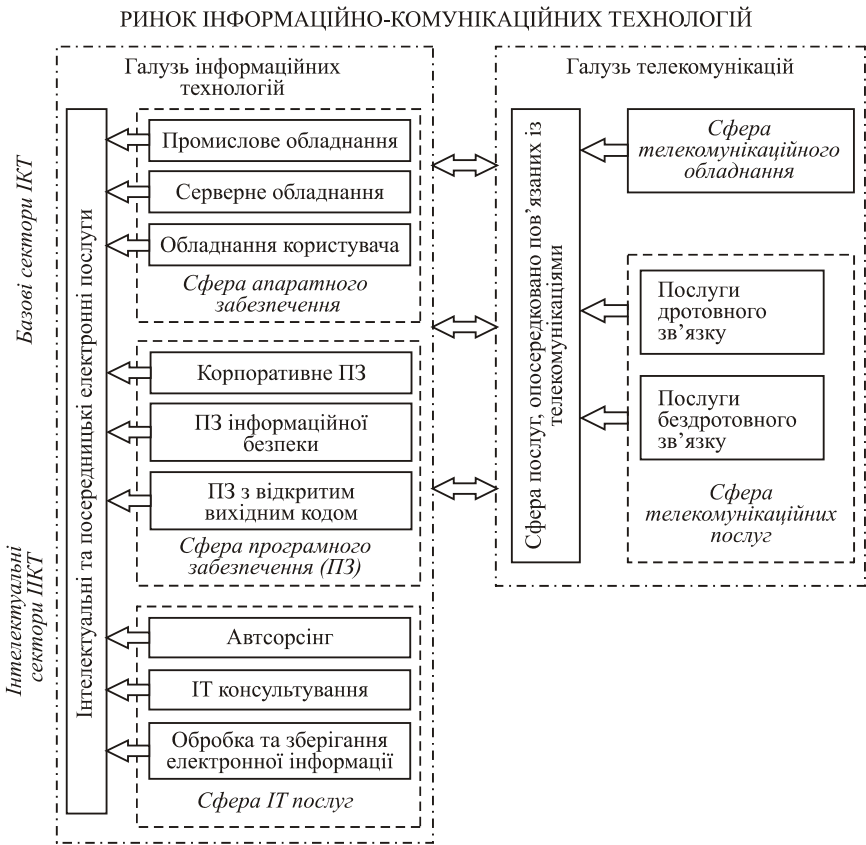 РИНОК ІНФОРМАЦІЙНО-КОМУНІКАЦІЙНИХ ТЕХНОЛОГІЙ
Базові сектори ІКТ
Інтелектуальні
сектори ІІКТ
Галузь інформаційних
технологій
Інтелектуальні та посередницькі електронні послуги
Промислове обладнання
Серверне обладнання
Обладнання користувача
Сфера апаратного
забезпечення
Корпоративне ПЗ
ПЗ інформаційної
безпеки
ПЗ з відкритим
вихідним кодом
Сфера програмного
забезпечення (ПЗ)
Автсорсінг
ІТ консультування
Обробка та зберігання
електронної інформації
Сфера ІТ послуг
Галузь телекомунікацій
Сфера послуг, опосередковано пов’язаних із
телекомунікаціями
Сфера
телекомунікаційного
обладнання
Послуги
дротовного
зв’язку
Послуги
бездротовного
зв’язку
Сфера
телекомунікаційних
послуг